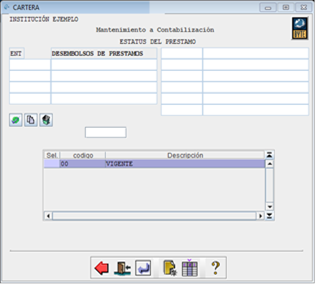 CARTERA
INSTITUCIÓN EJEMPLO
Mantenimiento a Contabilización
ESTATUS DEL PRESTAMO
ENT DESEMBOLSOS DE PRESTAMOS
Sel. codigo Descripción
00 VIGENTE
?